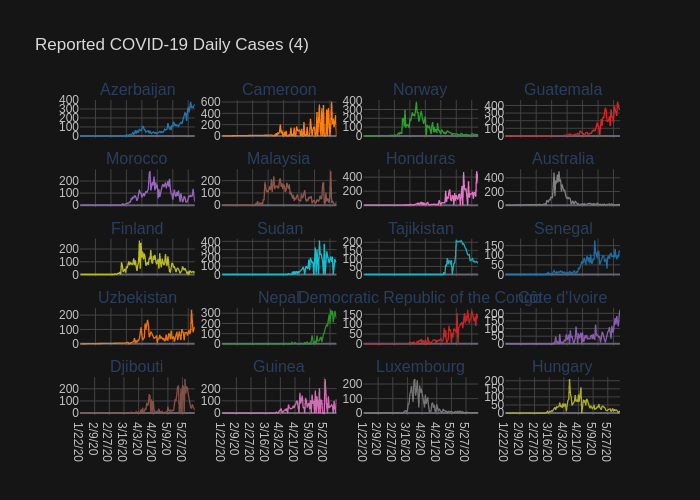 Reported COVID-19 Daily Cases (4)
Azerbaijan Cameroon Norway Guatemala
400 300 200 100 0
600 400 200 0
400 300 200 100 0
400 300 200 100 0
Morocco Malaysia Honduras Australia
200 100 0
200 100 0
400 200 0
400 200 0
Finland Sudan Tajikistan Senegal
200 100 0
400 300 200 100 0
200 150 100 50 0
150 100 50 0
Uzbekistan Nepal Democratic Republic of the Congo Côte d'Ivoire
200 100 0
300 200 100 0
150 100 50 0
200 150 100 50 0
Djibouti Guinea Luxembourg Hungary
200 100 0
200 100 0
200 100 0
200 150 100 50 0
1/22/20 2/9/20 2/27/20 3/16/20 4/3/20 4/21/20 5/9/20 5/27/20
1/22/20 2/9/20 2/27/20 3/16/20 4/3/20 4/21/20 5/9/20 5/27/20
1/22/20 2/9/20 2/27/20 3/16/20 4/3/20 4/21/20 5/9/20 5/27/20
1/22/20 2/9/20 2/27/20 3/16/20 4/3/20 4/21/20 5/9/20 5/27/20